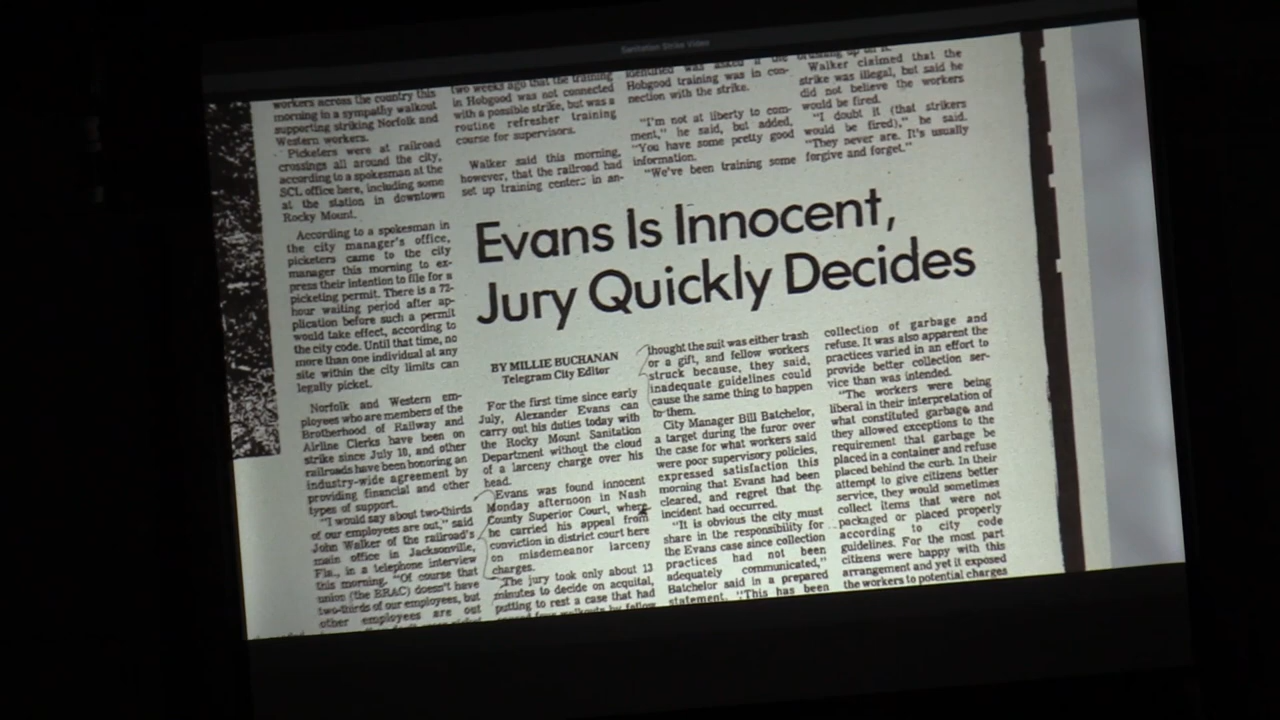 Sanitation Strike Video
workers across the country this
morning in a sympathy walkout
supporting striking Norfolk and
Western workers.
Picketers were at railroad
crossings all around the city,
according to a spokesman at the
SCL office here, including some
at the station in downtown
Rocky Mount.
According to a spokesman in
the city manager's office,
picketers came to the city
manager this morning to ex-
press their intention to file for a
picketing permit. There is a 72-
hour waiting period after ap-
plication before such a permit
would take effect, according to
the city code. Until that time, no
more than one individual at any
site within the city limits can
legally picket.
Norfolk and Western em-
ployees who are members of the
Brotherhood of Railway and
Airline Clerks have been on
strike since July 10, and other
railroads have been honoring an
industry-wide agreement by
providing financial and other
types of support.
"I would say about two-thirds
of our employees are out," said
John Walker of the railroad's
main office in Jacksonville,
Fla., in a telephone interview
this morning. "Of course that
union (the BRAC) doesn't have
two-thirds of our employees, but
other employees are out
two weeks ago that the training
in Hobgood was not connected
with a possible strike, but was a
routine refresher training
course for supervisors.
Walker said this morning,
however, that the railroad had
set up training centers in an-
identified was asked if the
Hobgood training was in con-
nection with the strike.
"I'm not at liberty to com-
ment," he said, but added,
"You have some pretty good
information.
"We've been training some
Walker claimed that the
strike was illegal, but said he
did not believe the workers
would be fired.
"I doubt it (that strikers
would be fired)," he said.
"They never are. It's usually
forgive and forget."
Evans Is Innocent,
Jury Quickly Decides
BY MILLIE BUCHANAN
Telegram City Editor
For the first time since early
July, Alexander Evans can
carry out his duties today with
the Rocky Mount Sanitation
Department without the cloud
of a larceny charge over his
head.
Evans was found innocent
Monday afternoon in Nash
County Superior Court, where
he carried his appeal from
conviction in district court here
on misdemeanor larceny
charges.
The jury took only about 13
minutes to decide on acquital,
putting to rest a case that had
thought the suit was either trash
or a gift, and fellow workers
struck because, they said,
inadequate guidelines could
cause the same thing to happen
to them.
City Manager Bill Batchelor,
a target during the furor over
the case for what workers said
were poor supervisory policies,
expressed satisfaction this
morning that Evans had been
cleared, and regret that the
incident had occurred.
"It is obvious the city must
share in the responsibility for
the Evans case since collection
practices had not been
adequately communicated,"
Batchelor said in a prepared
statement. "This has been
collection of garbage and
refuse. It was also apparent the
practices varied in an effort to
provide better collection ser-
vice than was intended.
"The workers were being
liberal in their interpretation of
what constituted garbage and
they allowed exceptions to the
requirement that garbage be
placed in a container and refuse
placed behind the curb. In their
attempt to give citizens better
service, they would sometimes
collect items that were not
packaged or placed properly
according to city code
guidelines. For the most part
citizens were happy with this
arrangement and yet it exposed
the workers to potential charges